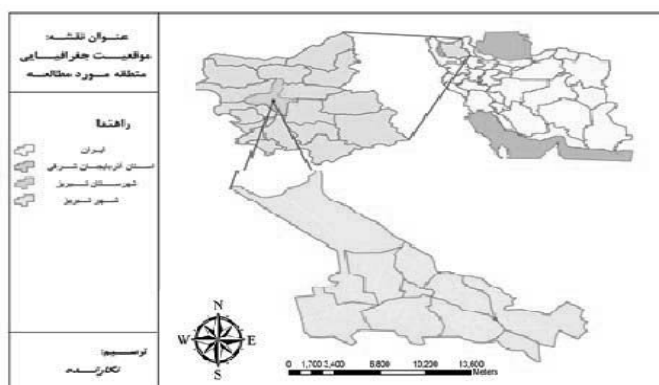 عنوان نقشه:
موقعیت جغرافیایی
منطقه مورد مطالعه
راهنما
ایران
استان آذربایجان شرقی
شهرستان تبریز
شهر تبریز
ترسیم:
نگارنده
N
W E
S
0 1,700 3,400 6,800 10,200 13,600
Meters